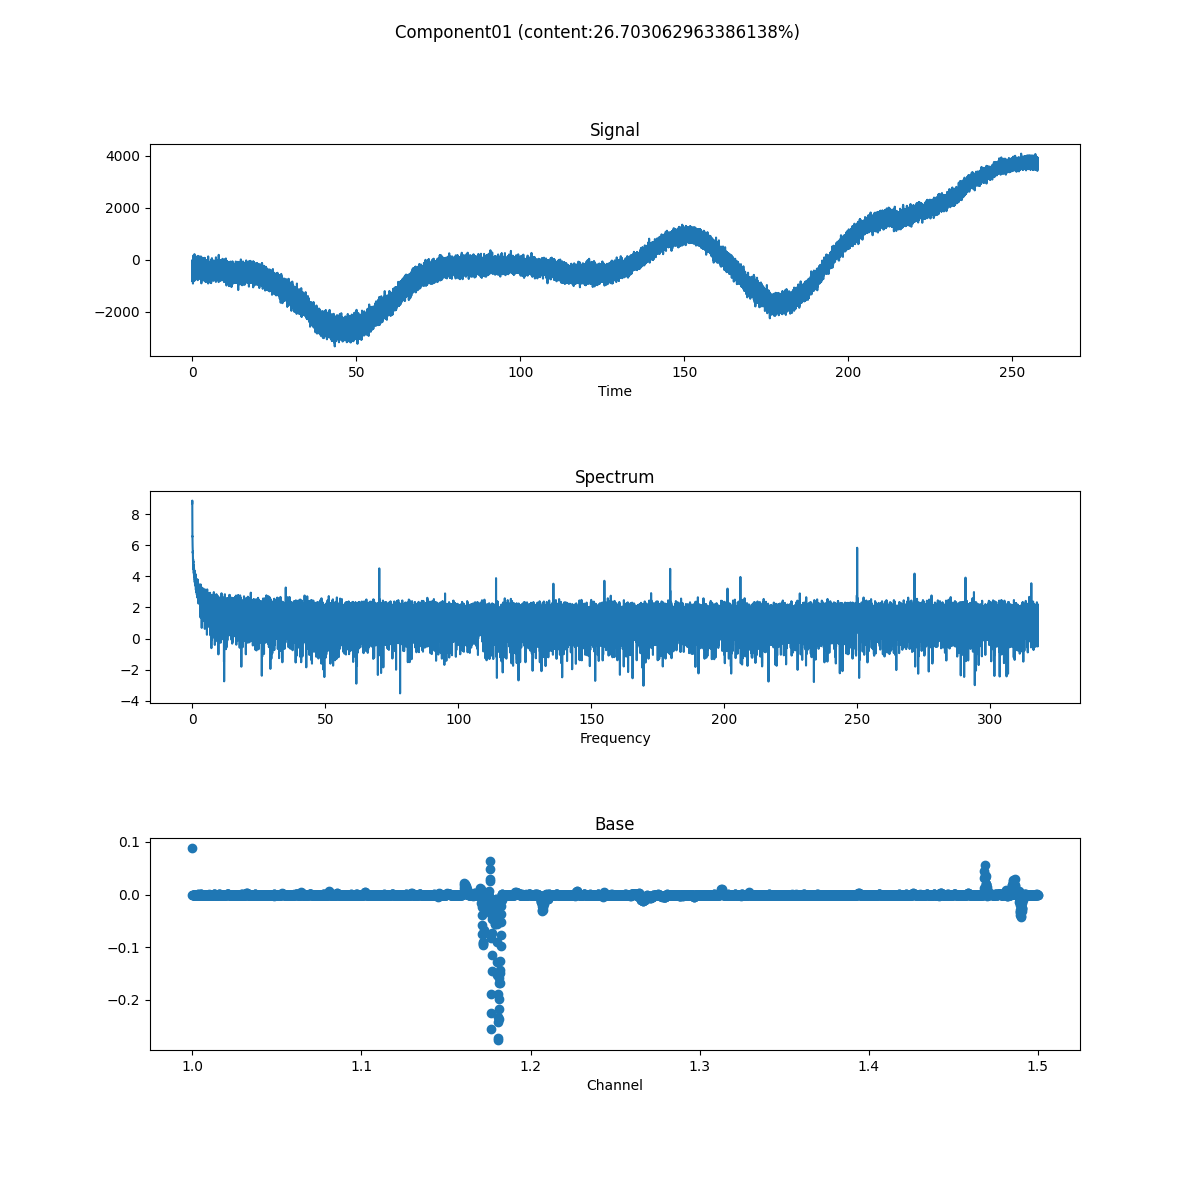 Component01 (content:26.703062963386138%)
Signal
4000
2000
0
−2000
0 50 100 150 200 250
Time
Spectrum
8
6
4
2
0
−2
−4
0 50 100 150 200 250 300
Frequency
Base
0.1
0.0
−0.1
−0.2
1.0 1.1 1.2 1.3 1.4 1.5
Channel